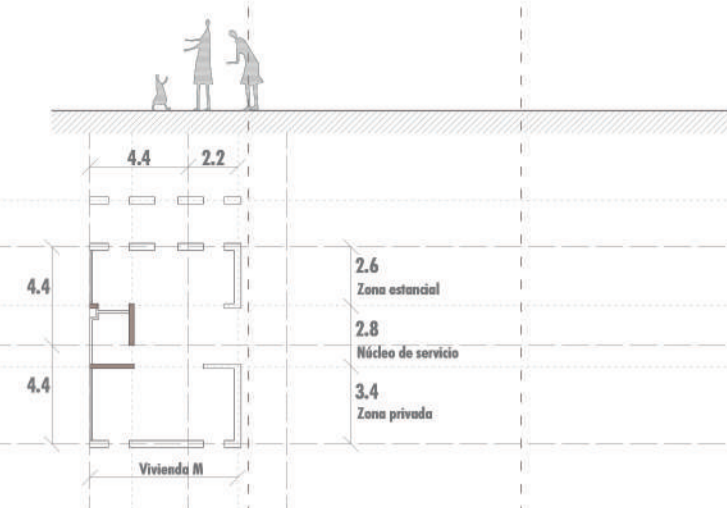 4.4 2.2
4.4
2.6
Zona estancial
2.8
Núcleo de servicio
4.4
3.4
Zona privada
Vivienda M